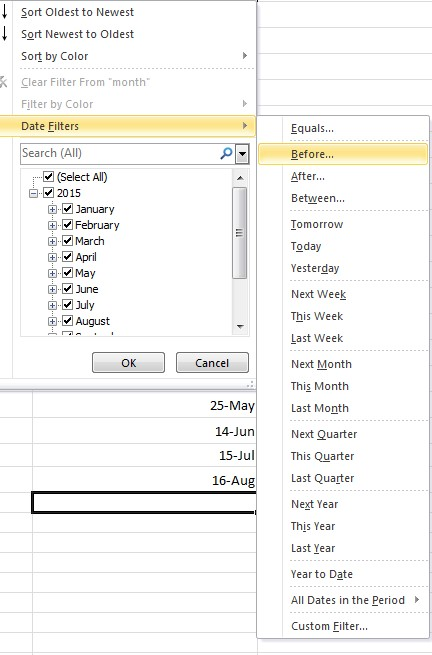 Sort Oldest to Newest
Sort Newest to Oldest
Sort by Color
Clear Filter From "month"
Filter by Color
Date Filters
Search (All)
(Select All)
2015
January
February
March
April
May
June
July
August
OK
Cancel
25-May
14-Jun
15-Jul
16-Aug
Equals...
Before...
After...
Between...
Tomorrow
Today
Yesterday
Next Week
This Week
Last Week
Next Month
This Month
Last Month
Next Quarter
This Quarter
Last Quarter
Next Year
This Year
Last Year
Year to Date
All Dates in the Period
Custom Filter...